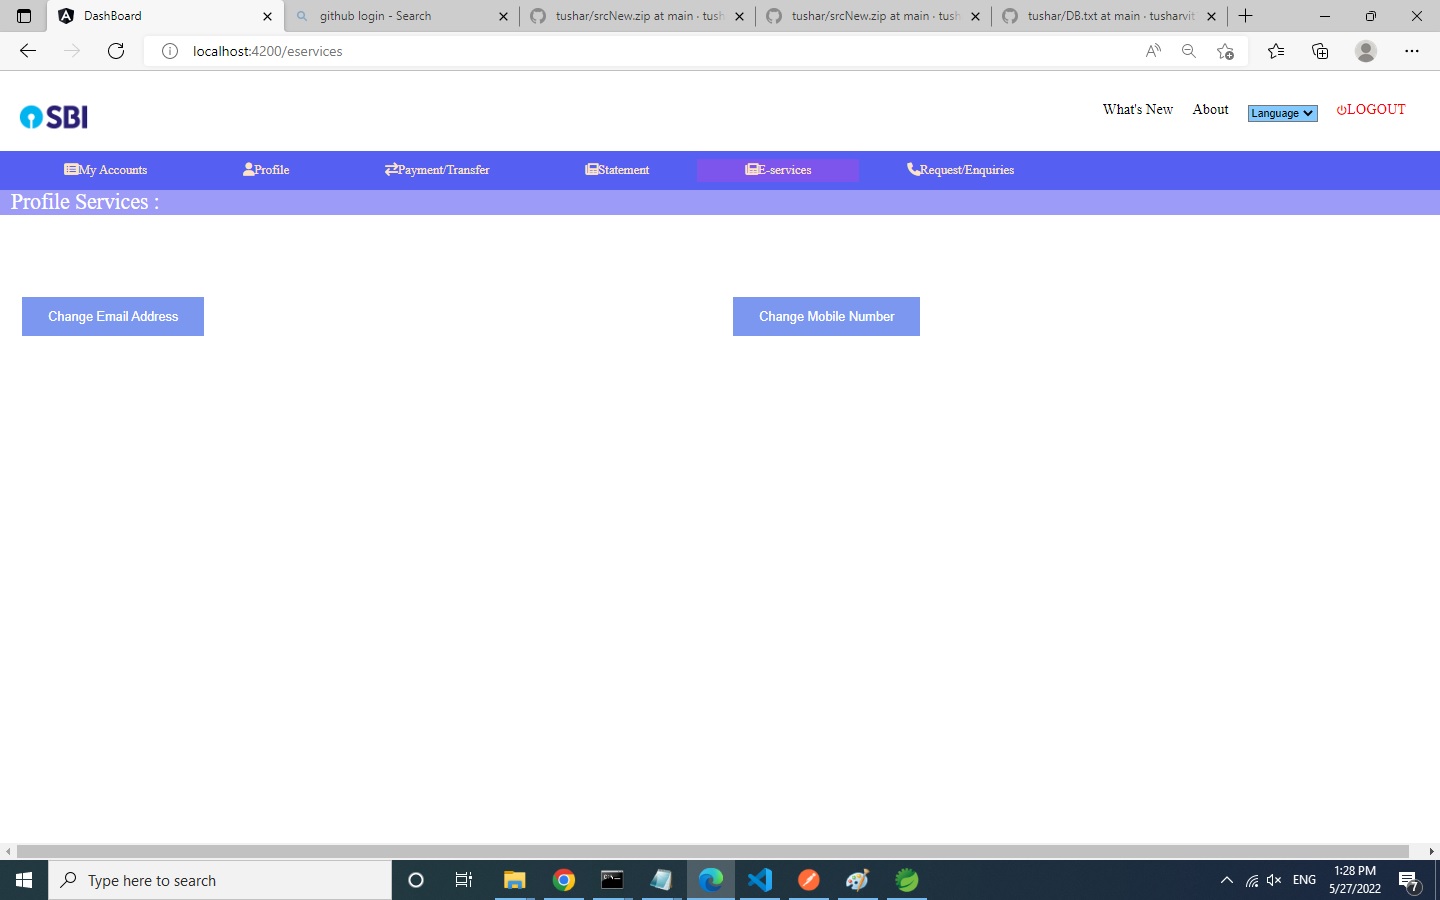 DashBoard
github login - Search
tushar/srcNew.zip at main · tush
tushar/srcNew.zip at main · tush
tushar/DB.txt at main · tusharvit
localhost:4200/eservices
SBI
What's New
About
Language
LOGOUT
My Accounts
Profile
Payment/Transfer
Statement
E-services
Request/Enquiries
Profile Services :
Change Email Address
Change Mobile Number
Type here to search
ENG
1:28 PM
5/27/2022
7